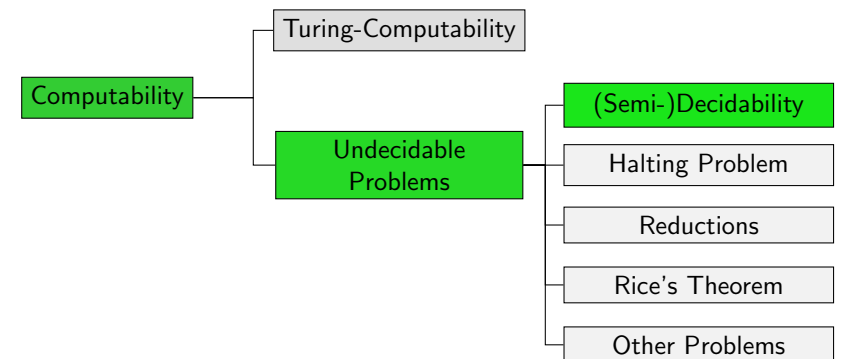 Turing-Computability
Computability
(Semi-)Decidability
Undecidable
Problems
Halting Problem
Reductions
Rice's Theorem
Other Problems